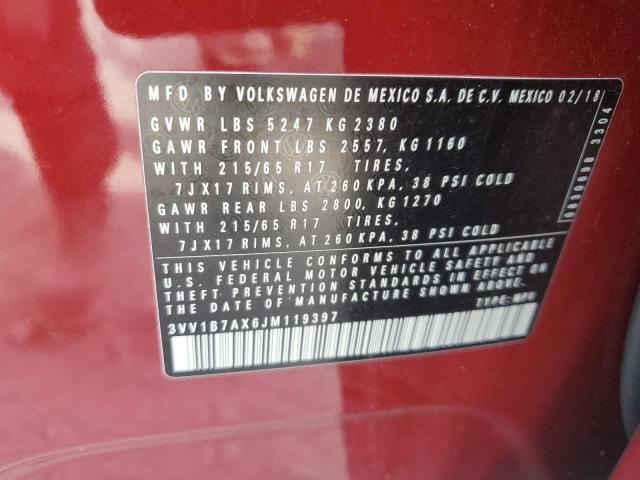 MFD BY VOLKSWAGEN DE MEXICO S.A. DE C.V. MEXICO 02/18
GVWR LBS 5247 KG 2380
GAWR FRONT LBS 2557, KG 1160
WITH 215/65 R17 TIRES,
7JX17 RIMS, AT 260 KPA, 38 PSI COLD
GAWR REAR LBS 2800, KG 1270
WITH 215/65 R17 TIRES,
7JX17 RIMS, AT 260 KPA, 38 PSI COLD
THIS VEHICLE CONFORMS TO ALL APPLICABLE
U.S. FEDERAL MOTOR VEHICLE SAFETY AND
THEFT PREVENTION STANDARDS IN EFFECT ON
THE DATE OF MANUFACTURE SHOWN ABOVE.
3VV1B7AX6JM119397
TYPE: MPV
3304